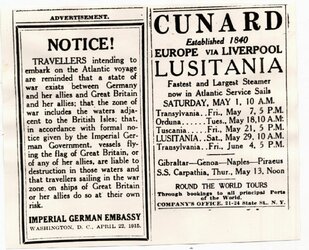 ADVERTISEMENT.
NOTICE!
TRAVELLERS intending to
embark on the Atlantic voyage
are reminded that a state of
war exists between Germany
and her allies and Great Britain
and her allies; that the zone of
war includes the waters adja-
cent to the British Isles; that,
in accordance with formal no-
tice given by the Imperial Ger-
man Government, vessels fly-
ing the flag of Great Britain, or
of any of her allies, are liable to
destruction in those waters and
that travellers sailing in the war
zone on ships of Great Britain
or her allies do so at their own
risk.
IMPERIAL GERMAN EMBASSY
WASHINGTON, D. C., APRIL 22, 1915.
CUNARD
Established 1840
EUROPE VIA LIVERPOOL
LUSITANIA
Fastest and Largest Steamer
now in Atlantic Service Sails
SATURDAY, MAY 1, 10 A.M.
Transylvania, Fri., May 7, 5 P.M.
Orduna, Tues., May 18, 10 A.M.
Tuscania, Fri., May 21, 5 P.M.
LUSITANIA, Sat., May 29, 10 A.M.
Transylvania, Fri., June 4, 5 P.M.
Gibraltar—Genoa—Naples—Piraeus
S.S. Carpathia, Thur., May 13, Noon
ROUND THE WORLD TOURS
Through bookings to all principal Ports
of the World.
COMPANY'S OFFICE, 21-24 State St., N. Y.